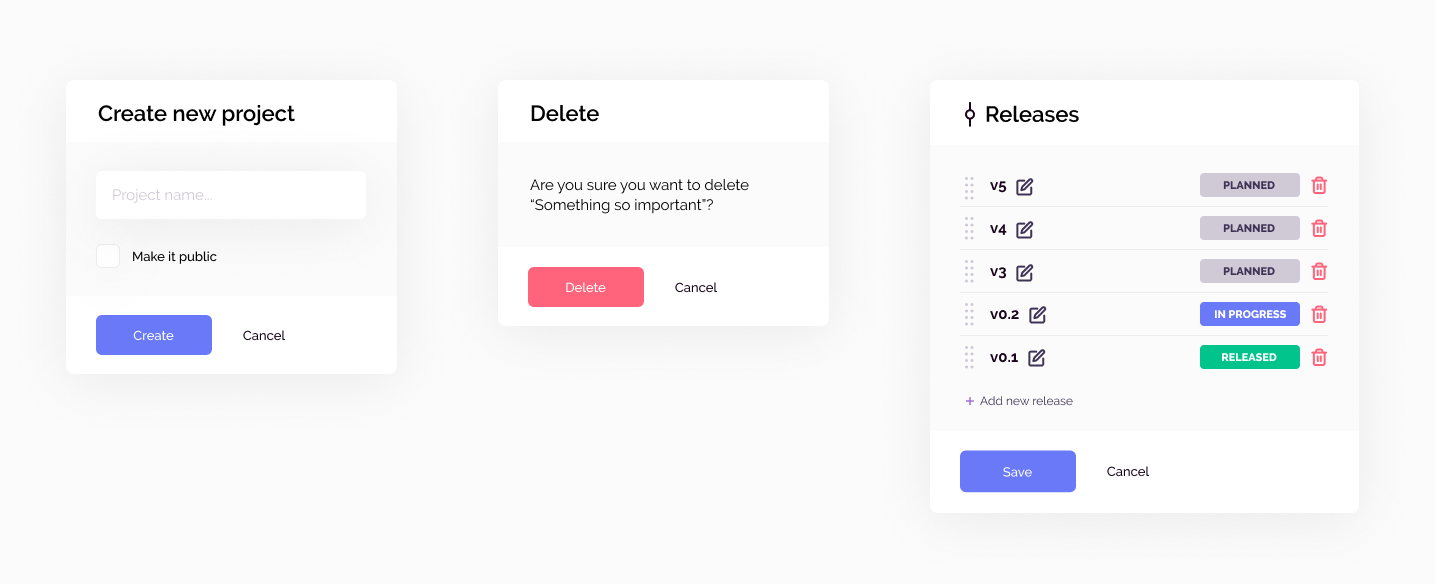 Create new project
Project name...
Make it public
Create Cancel
Delete
Are you sure you want to delete
“Something so important”?
Delete Cancel
Releases
v5 PLANNED
v4 PLANNED
v3 PLANNED
v0.2 IN PROGRESS
v0.1 RELEASED
+ Add new release
Save Cancel